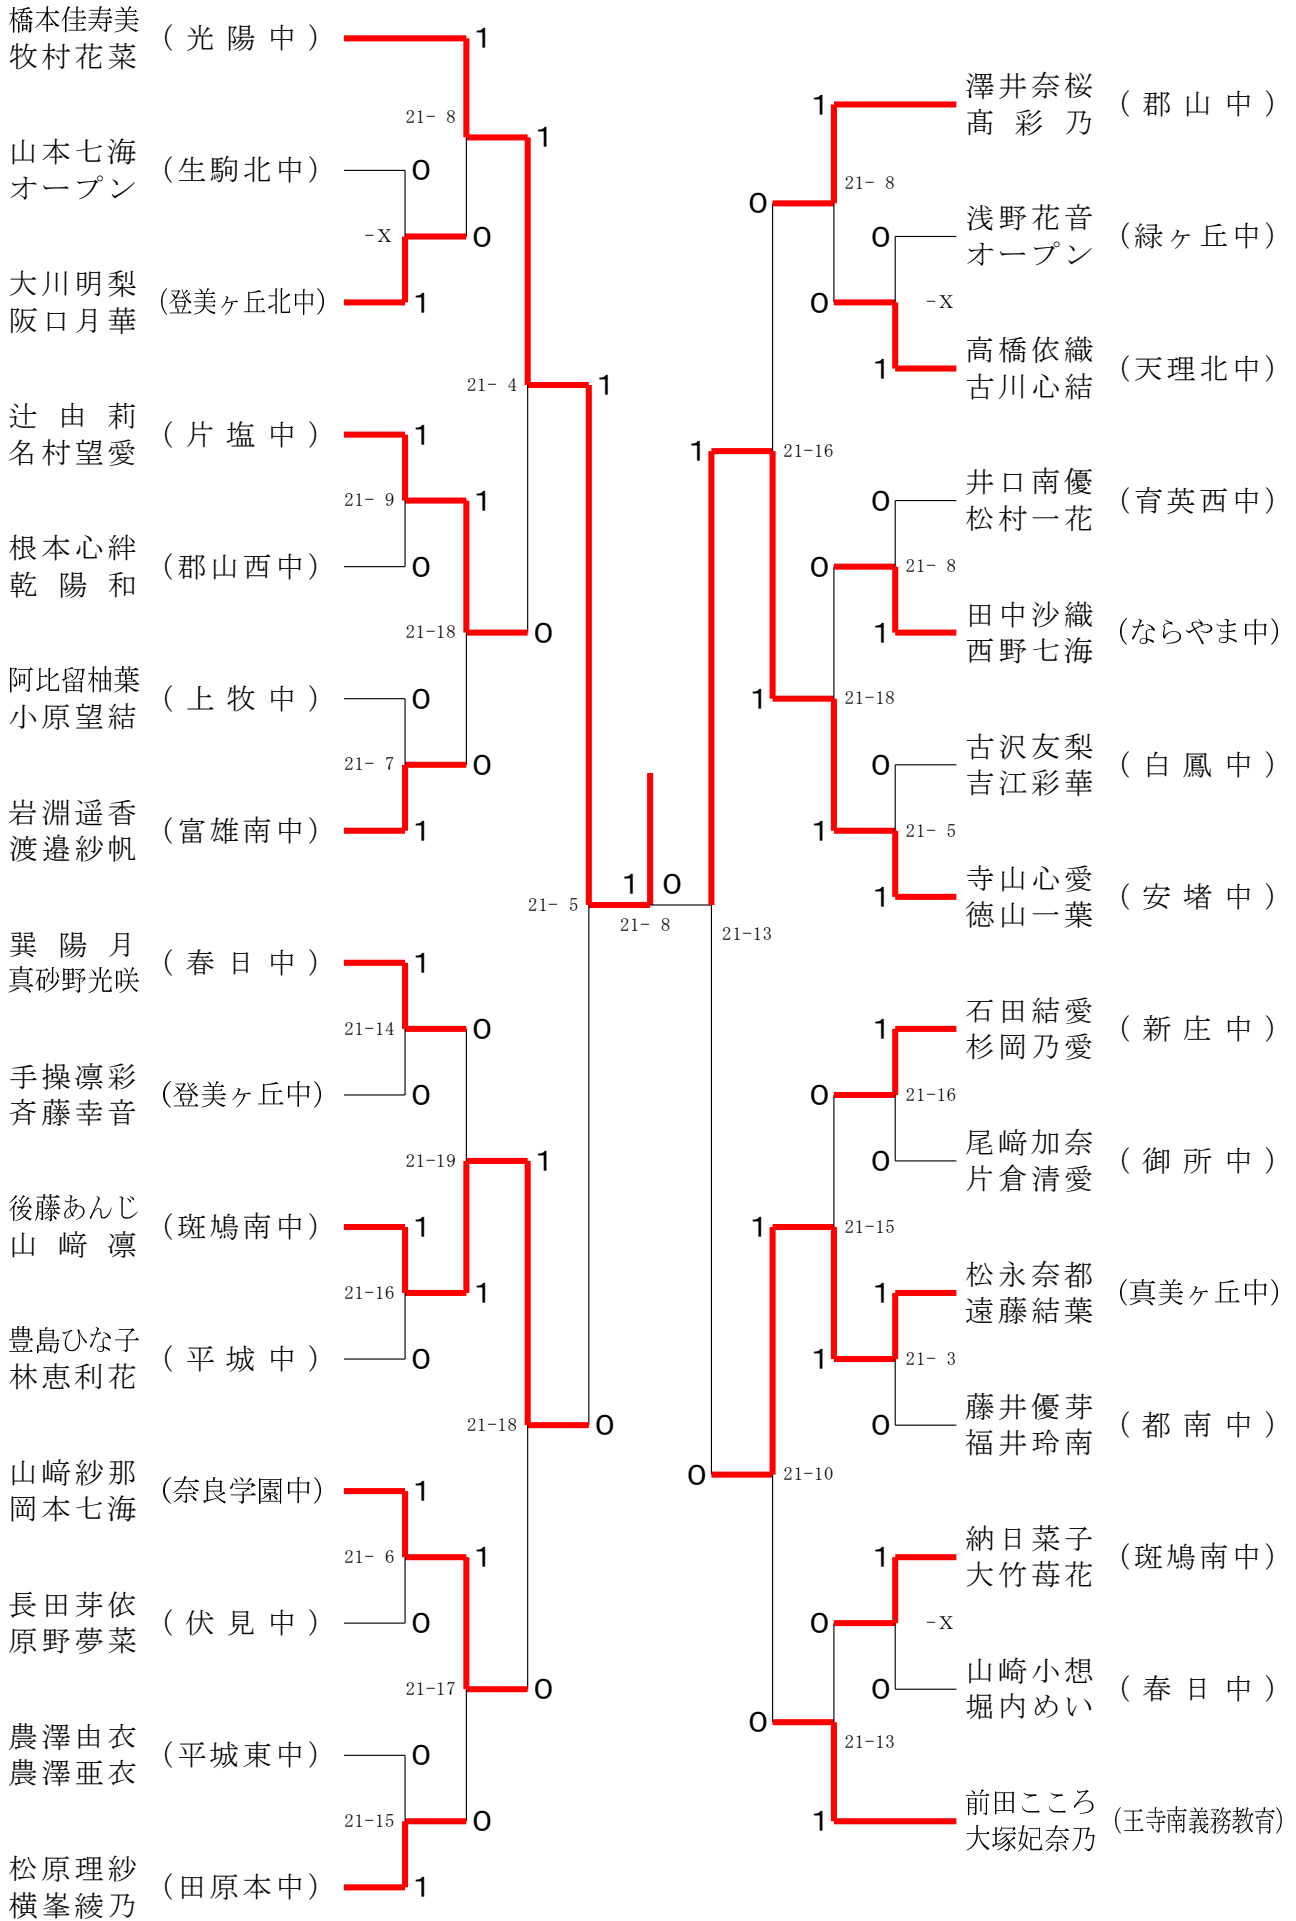 橋本佳寿美
牧村花菜
(光陽中)
1
21- 8
1
山本七海
オープン
(生駒北中)
0
-X
0
大川明梨
阪口月華
(登美ヶ丘北中)
1
21- 4
1
辻由莉
名村望愛
(片塩中)
1
21- 9
1
根本心絆
乾陽和
(郡山西中)
0
21-18
0
阿比留柚葉
小原望結
(上牧中)
0
21- 7
0
岩淵遥香
渡邉紗帆
(富雄南中)
1
21- 5
巽陽月
真砂野光咲
(春日中)
1
21-14
0
手操凛彩
斉藤幸音
(登美ヶ丘中)
0
21-19
1
後藤あんじ
山﨑凛
(斑鳩南中)
1
21-16
1
豊島ひな子
林恵利花
(平城中)
0
21-18
0
山﨑紗那
岡本七海
(奈良学園中)
1
21- 6
1
長田芽依
原野夢菜
(伏見中)
0
21-17
0
農澤由衣
農澤亜衣
(平城東中)
0
21-15
0
松原理紗
横峯綾乃
(田原本中)
1
1
0
21- 8
澤井奈桜
髙彩乃
(郡山中)
1
21- 8
0
浅野花音
オープン
(緑ヶ丘中)
0
-X
0
高橋依織
古川心結
(天理北中)
1
21-16
1
井口南優
松村一花
(育英西中)
0
21- 8
0
田中沙織
西野七海
(ならやま中)
1
21-18
1
古沢友梨
吉江彩華
(白鳳中)
0
21- 5
1
寺山心愛
徳山一葉
(安堵中)
1
21-13
石田結愛
杉岡乃愛
(新庄中)
1
21-16
0
尾﨑加奈
片倉清愛
(御所中)
0
21-15
1
松永奈都
遠藤結葉
(真美ヶ丘中)
1
21- 3
1
藤井優芽
福井玲南
(都南中)
0
21-10
0
納日菜子
大竹苺花
(斑鳩南中)
1
-X
0
山崎小想
堀内めい
(春日中)
0
21-13
0
前田こころ
大塚妃奈乃
(王寺南義務教育)
1